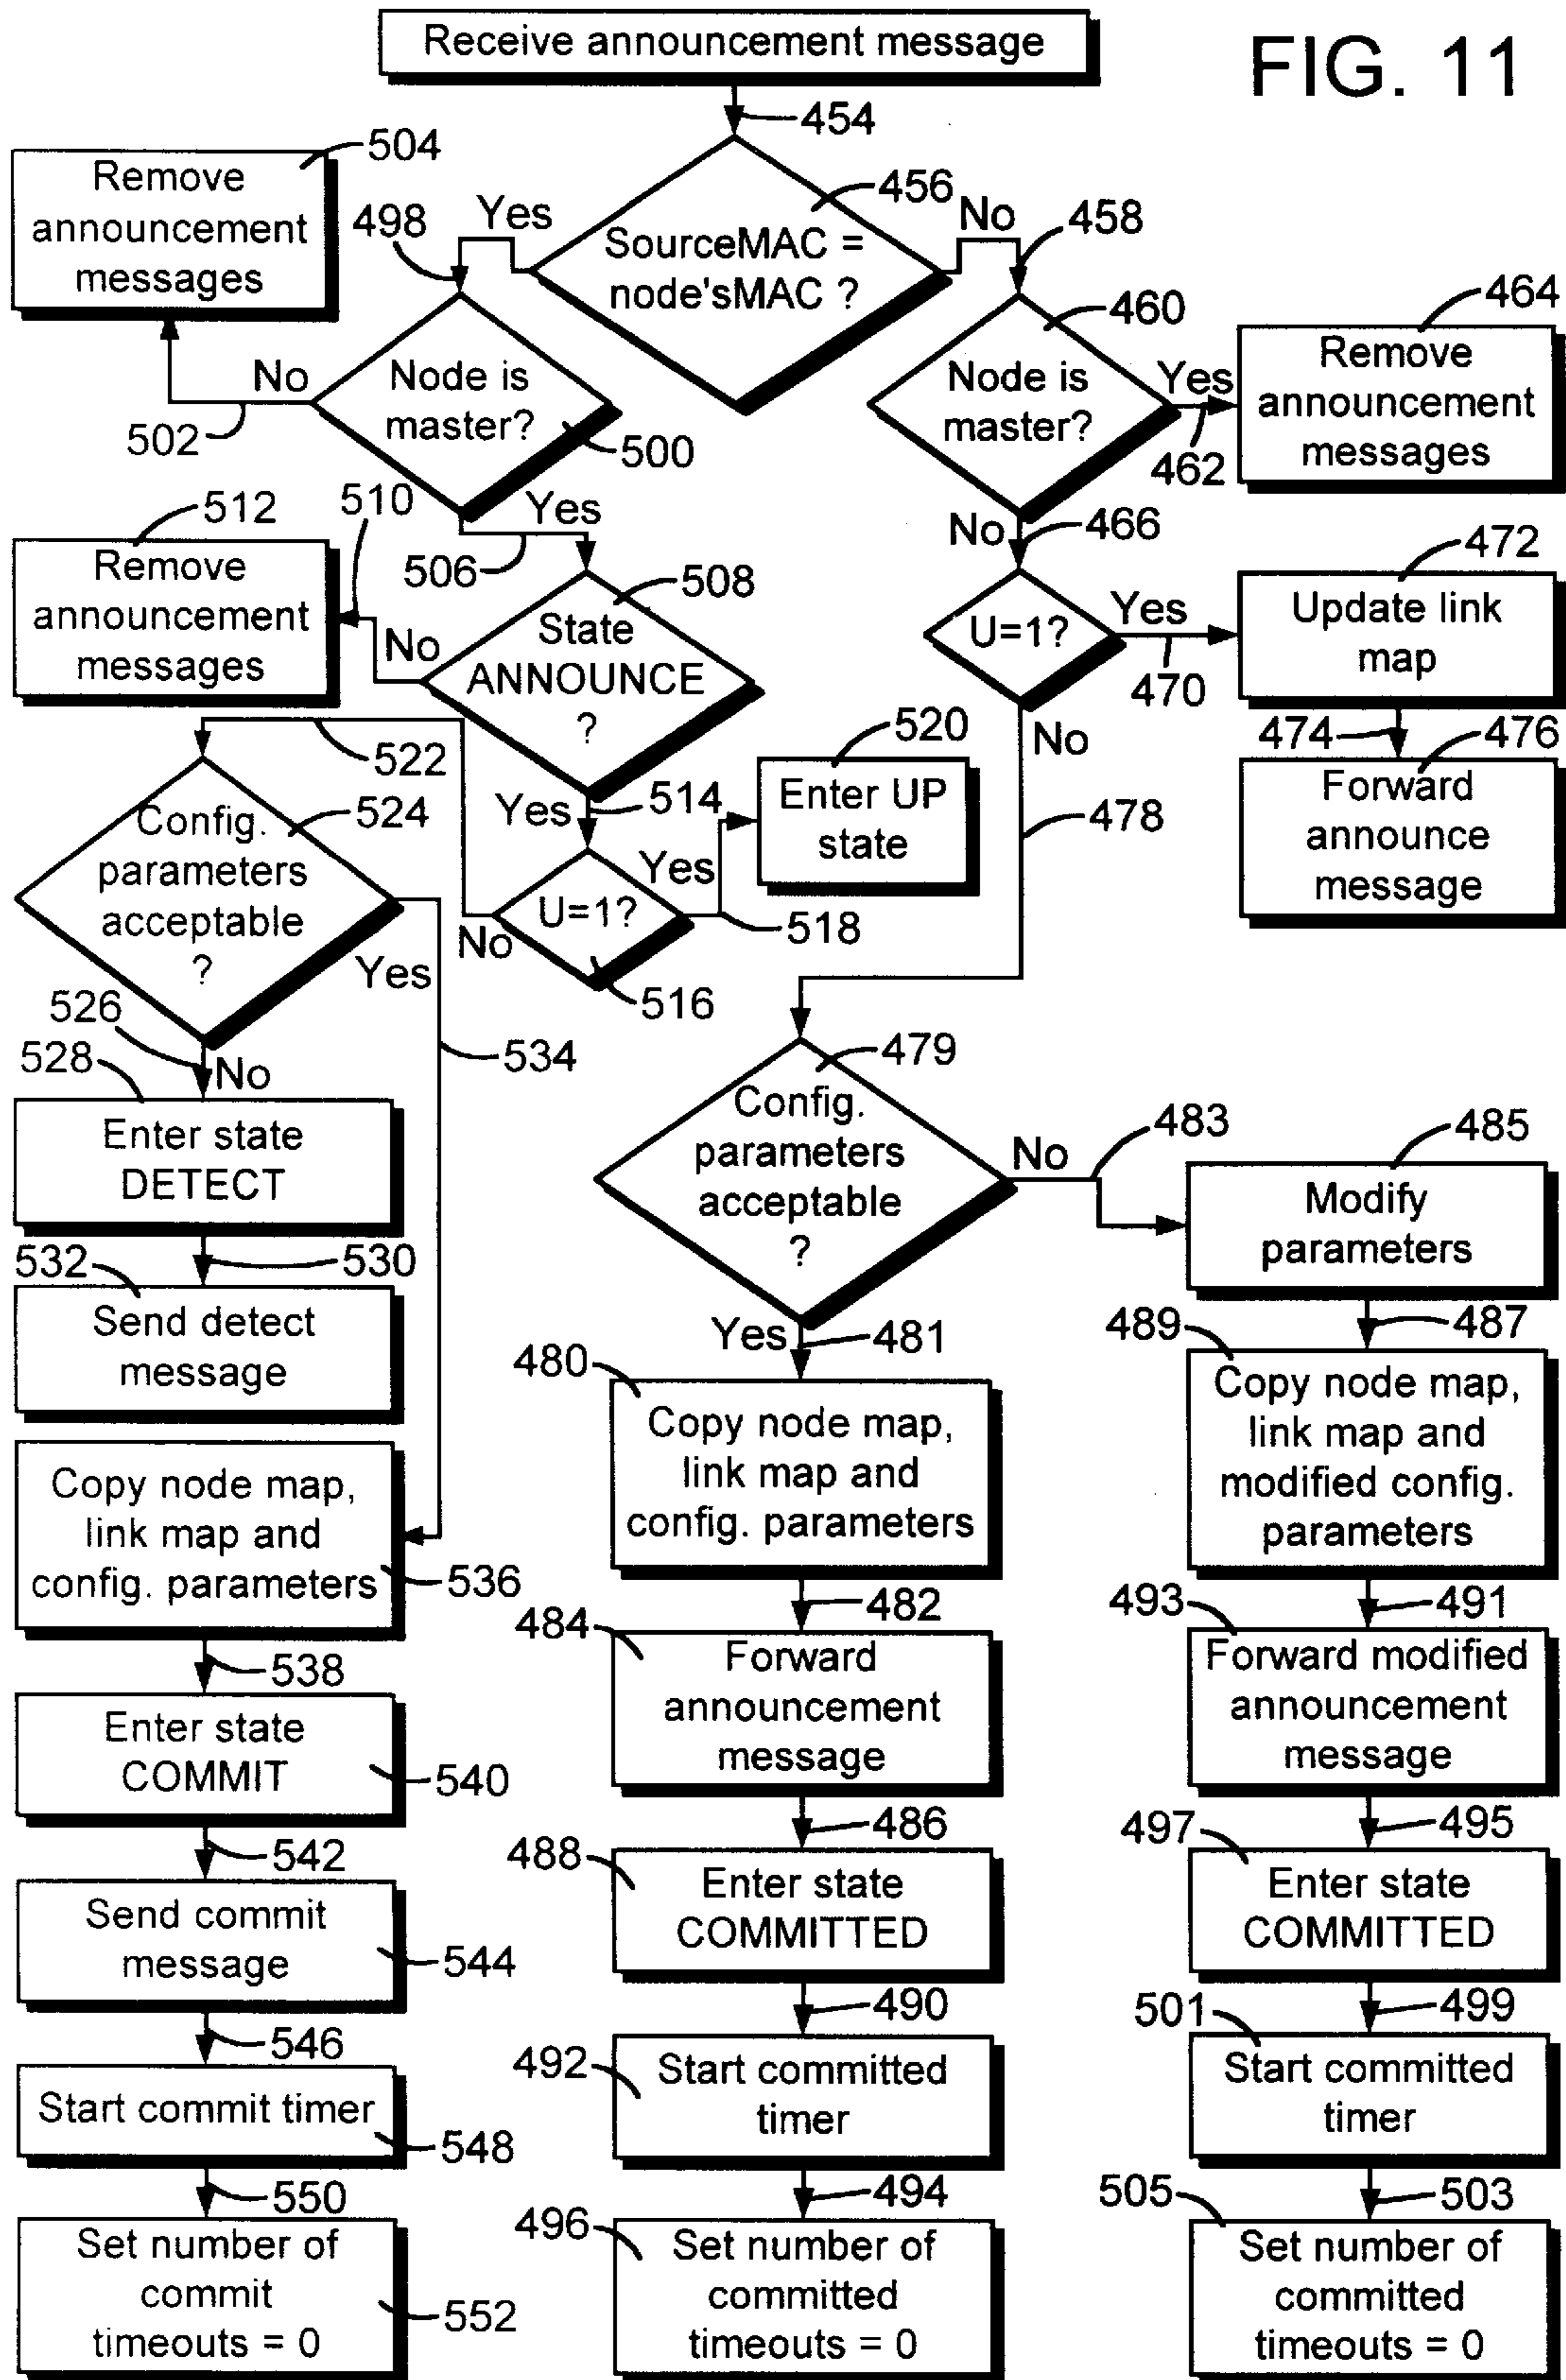 Receive announcement message
FIG. 11
454
504
Remove
announcement
messages
498
Yes
456
SourceMAC =
node'sMAC ?
No
458
460
464
Remove
announcement
messages
No
502
Node is
master?
500
Node is
master?
Yes
462
512
510
Remove
announcement
messages
Yes
506
No
466
508
State
ANNOUNCE
?
No
U=1?
Yes
470
472
Update link
map
474
476
Forward
announce
message
No
478
522
520
Enter UP
state
524
Config.
parameters
acceptable
?
Yes
514
U=1?
Yes
No
518
516
Yes
534
526
No
528
Enter state
DETECT
530
532
Send detect
message
479
Config.
parameters
acceptable
?
No
483
485
Modify
parameters
Yes
481
487
480
Copy node map,
link map and
config. parameters
489
Copy node map,
link map and
modified config.
parameters
Copy node map,
link map and
config. parameters
536
482
491
484
Forward
announcement
message
493
Forward modified
announcement
message
538
Enter state
COMMIT
540
486
495
488
Enter state
COMMITTED
497
Enter state
COMMITTED
542
Send commit
message
544
490
499
492
Start committed
timer
501
Start committed
timer
546
Start commit timer
548
494
503
550
Set number of
commit
timeouts = 0
552
496
Set number of
committed
timeouts = 0
505
Set number of
committed
timeouts = 0